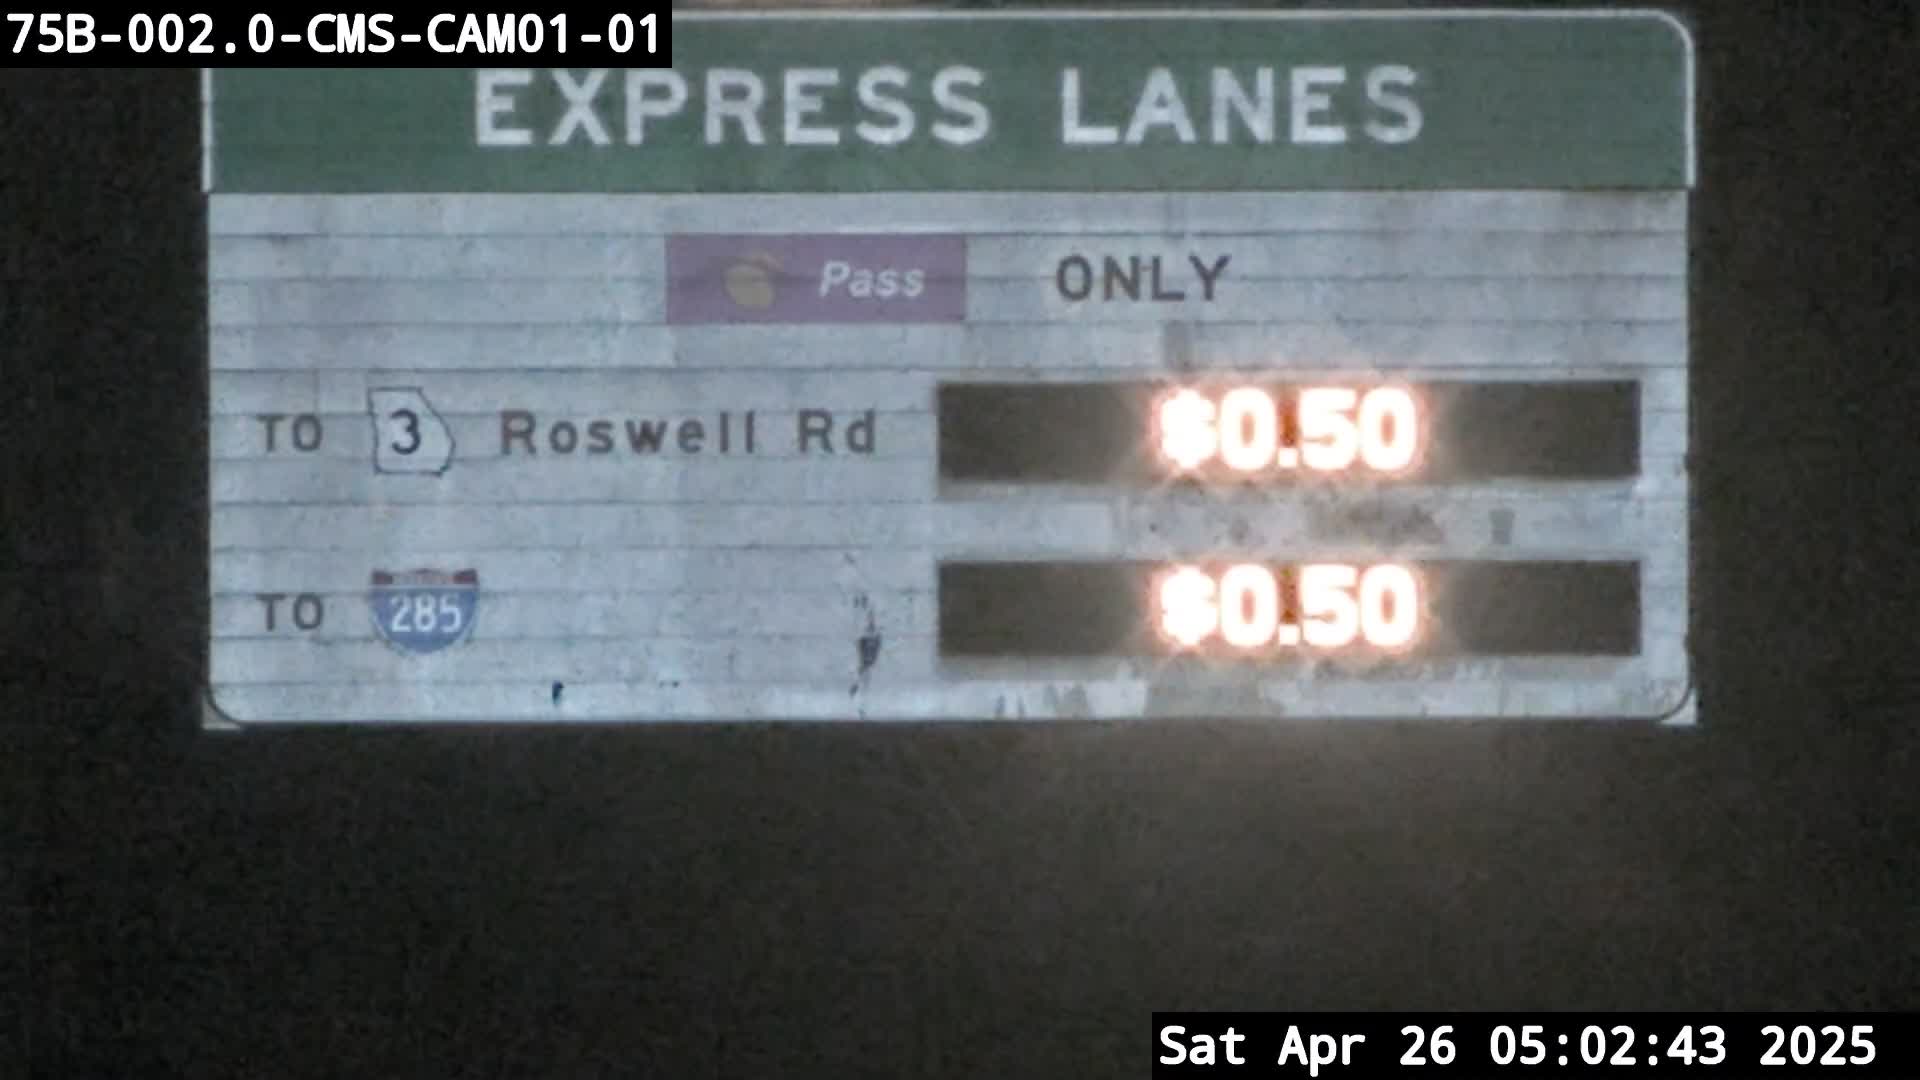 75B-002.0-CMS-CAM01-01
EXPRESS LANES
Pass ONLY
TO 3 Roswell Rd $0.50
TO 285 $0.50
Sat Apr 26 05:02:43 2025